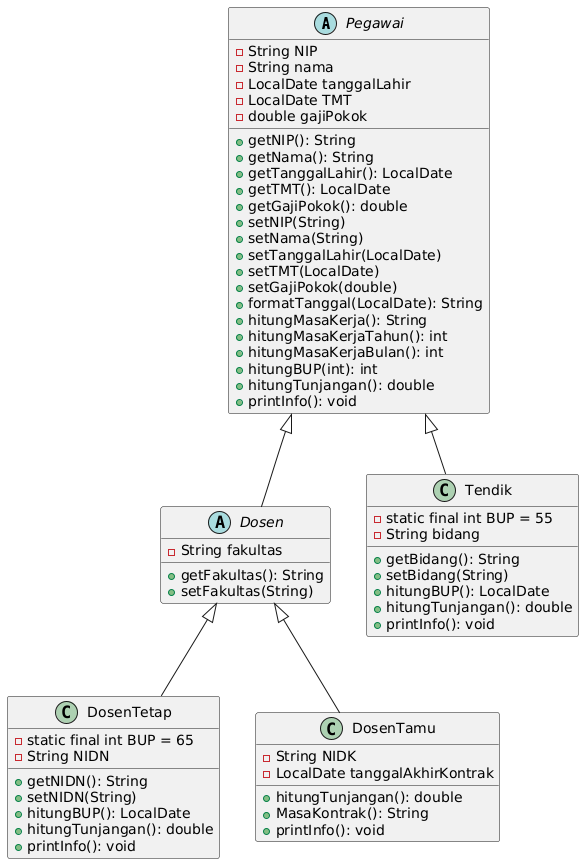 A Pegawai
String NIP
String nama
LocalDate tanggalLahir
LocalDate TMT
double gajiPokok
getNIP(): String
getNama(): String
getTanggalLahir(): LocalDate
getTMT(): LocalDate
getGajiPokok(): double
setNIP(String)
setNama(String)
setTanggalLahir(LocalDate)
setTMT(LocalDate)
setGajiPokok(double)
formatTanggal(LocalDate): String
hitungMasaKerja(): String
hitungMasaKerjaTahun(): int
hitungMasaKerjaBulan(): int
hitungBUP(int): int
hitungTunjangan(): double
printInfo(): void
A Dosen
String fakultas
getFakultas(): String
setFakultas(String)
C Tendik
static final int BUP = 55
String bidang
getBidang(): String
setBidang(String)
hitungBUP(): LocalDate
hitungTunjangan(): double
printInfo(): void
C DosenTetap
static final int BUP = 65
String NIDN
getNIDN(): String
setNIDN(String)
hitungBUP(): LocalDate
hitungTunjangan(): double
printInfo(): void
C DosenTamu
String NIDK
LocalDate tanggalAkhirKontrak
hitungTunjangan(): double
MasaKontrak(): String
printInfo(): void